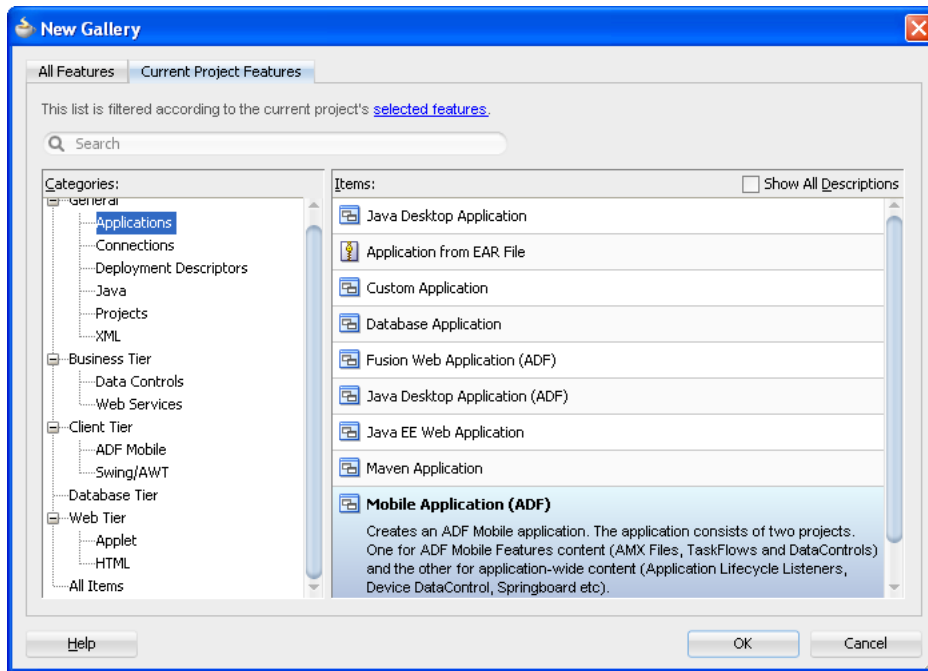 New Gallery
All Features
Current Project Features
This list is filtered according to the current project's selected features.
Search
Categories:
General
Applications
Connections
Deployment Descriptors
Java
Projects
XML
Business Tier
Data Controls
Web Services
Client Tier
ADF Mobile
Swing/AWT
Database Tier
Web Tier
Applet
HTML
All Items
Items:
Show All Descriptions
Java Desktop Application
Application from EAR File
Custom Application
Database Application
Fusion Web Application (ADF)
Java Desktop Application (ADF)
Java EE Web Application
Maven Application
Mobile Application (ADF)
Creates an ADF Mobile application. The application consists of two projects.
One for ADF Mobile Features content (AMX Files, TaskFlows and DataControls)
and the other for application-wide content (Application Lifecycle Listeners,
Device DataControl, Springboard etc).
Help
OK
Cancel